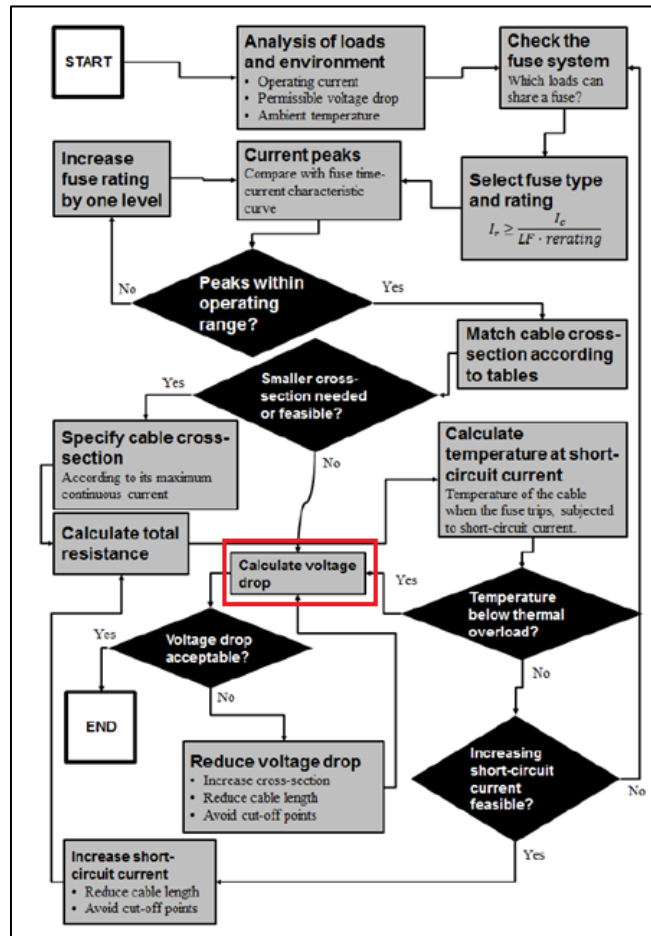 START
Analysis of loads
and environment
• Operating current
• Permissible voltage drop
• Ambient temperature
Check the
fuse system
Which loads can
share a fuse?
Increase
fuse rating
by one level
Current peaks
Compare with fuse time-
current characteristic
curve
Select fuse type
and rating
I_r ≥ I_c / (LF · rerating)
No
Peaks within
operating
range?
Yes
Match cable cross-
section according
to tables
Yes
Smaller cross-
section needed
or feasible?
No
Specify cable cross-
section
According to its maximum
continuous current
Calculate
temperature at short-
circuit current
Temperature of the cable
when the fuse trips, subjected
to short-circuit current.
Calculate total
resistance
Calculate voltage
drop
Yes
Temperature
below thermal
overload?
No
Yes
Voltage drop
acceptable?
No
END
Reduce voltage drop
• Increase cross-section
• Reduce cable length
• Avoid cut-off points
Increasing
short-circuit
current
feasible?
No
Yes
Increase short-
circuit current
• Reduce cable length
• Avoid cut-off points